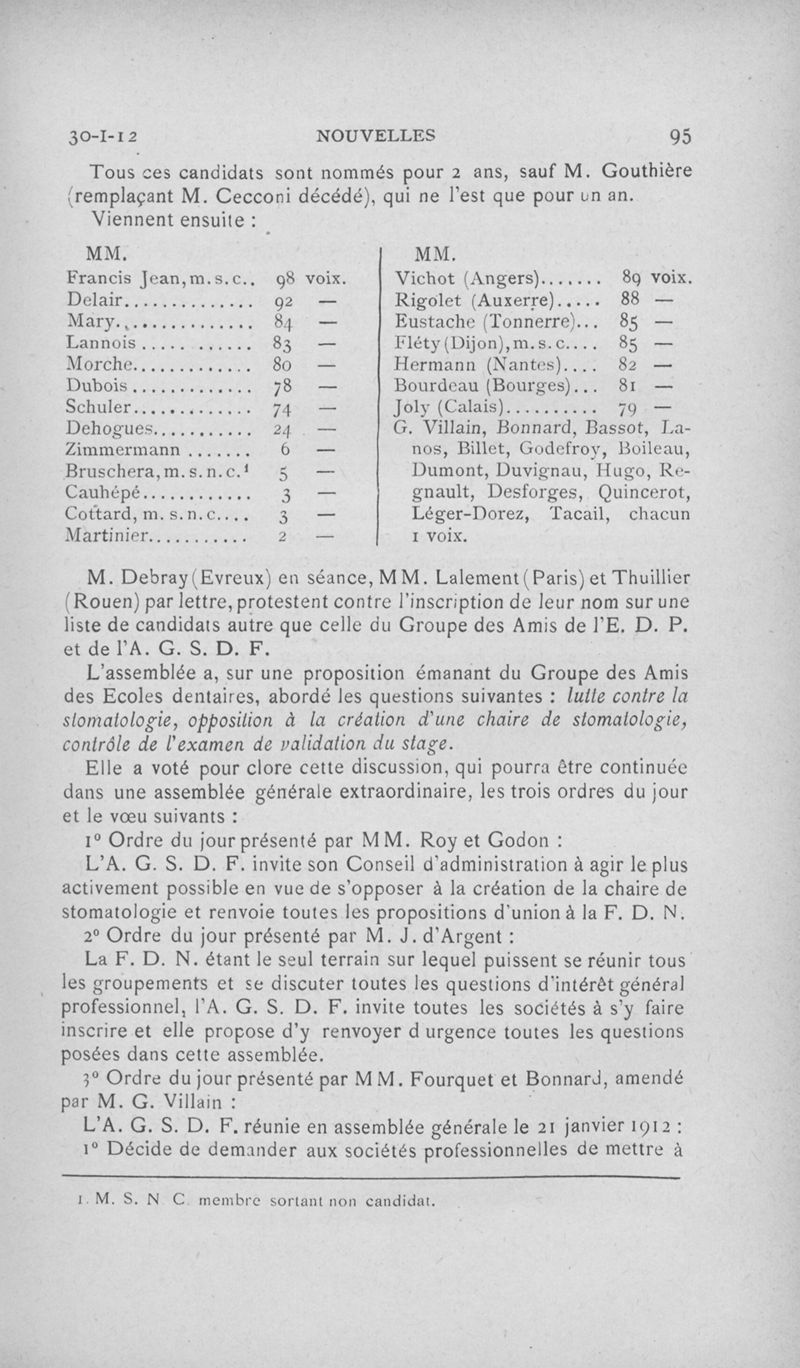 30-I-12 NOUVELLES 95
Tous ces candidats sont nommés pour 2 ans, sauf M. Gouthière
(remplaçant M. Cecconi décédé), qui ne l'est que pour un an.
Viennent ensuite :
MM.
Francis Jean, m. s. c.. 98 voix.
Delair.............. 92 —
Mary.............. 84 —
Lannois ..... ...... 83 —
Morche............. 80 —
Dubois ............. 78 —
Schuler............. 74 —
Dehogues........... 24 —
Zimmermann ....... 6 —
Bruschera, m. s. n. c.¹ 5 —
Cauhépé............ 3 —
Cottard, m. s. n. c.... 3 —
Martinier........... 2 —
MM.
Vichot (Angers)....... 89 voix.
Rigolet (Auxerre)..... 88 —
Eustache (Tonnerre)... 85 —
Fléty (Dijon), m. s. c.... 85 —
Hermann (Nantes).... 82 —
Bourdeau (Bourges)... 81 —
Joly (Calais).......... 79 —
G. Villain, Bonnard, Bassot, La-
nos, Billet, Godefroy, Boileau,
Dumont, Duvignau, Hugo, Re-
gnault, Desforges, Quincerot,
Léger-Dorez, Tacail, chacun
1 voix.
M. Debray (Evreux) en séance, MM. Lalement (Paris) et Thuillier
(Rouen) par lettre, protestent contre l'inscription de leur nom sur une
liste de candidats autre que celle du Groupe des Amis de l'E. D. P.
et de l'A. G. S. D. F.
L'assemblée a, sur une proposition émanant du Groupe des Amis
des Ecoles dentaires, abordé les questions suivantes : lutte contre la
stomatologie, opposition à la création d'une chaire de stomatologie,
contrôle de l'examen de validation du stage.
Elle a voté pour clore cette discussion, qui pourra être continuée
dans une assemblée générale extraordinaire, les trois ordres du jour
et le vœu suivants :
1º Ordre du jour présenté par MM. Roy et Godon :
L'A. G. S. D. F. invite son Conseil d'administration à agir le plus
activement possible en vue de s'opposer à la création de la chaire de
stomatologie et renvoie toutes les propositions d'union à la F. D. N.
2º Ordre du jour présenté par M. J. d'Argent :
La F. D. N. étant le seul terrain sur lequel puissent se réunir tous
les groupements et se discuter toutes les questions d'intérêt général
professionnel, l'A. G. S. D. F. invite toutes les sociétés à s'y faire
inscrire et elle propose d'y renvoyer d urgence toutes les questions
posées dans cette assemblée.
3º Ordre du jour présenté par MM. Fourquet et Bonnard, amendé
par M. G. Villain :
L'A. G. S. D. F. réunie en assemblée générale le 21 janvier 1912 :
1º Décide de demander aux sociétés professionnelles de mettre à
1. M. S. N C. membre sortant non candidat.